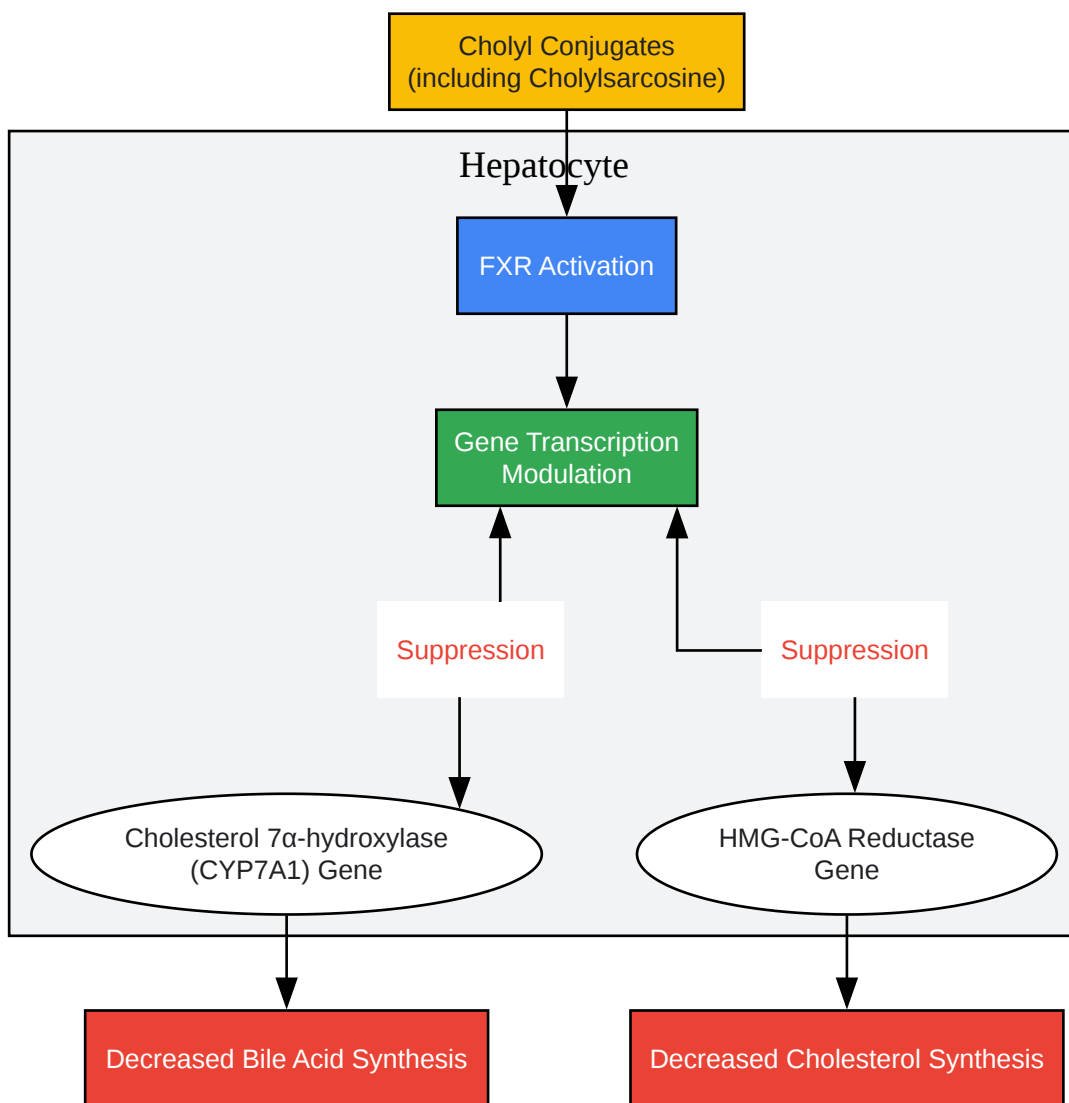 Cholyl Conjugates
(including Cholylsarcosine)
Hepatocyte
FXR Activation
Gene Transcription
Modulation
Suppression
Suppression
Cholesterol 7α-hydroxylase
(CYP7A1) Gene
HMG-CoA Reductase
Gene
Decreased Bile Acid Synthesis
Decreased Cholesterol Synthesis